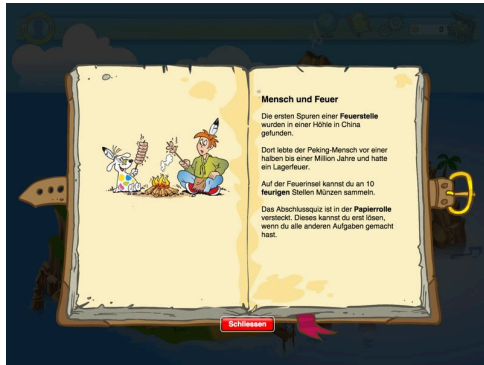 0
Mensch und Feuer
Die ersten Spuren einer Feuerstelle
wurden in einer Höhle in China
gefunden.
Dort lebte der Peking-Mensch vor einer
halben bis einer Million Jahre und hatte
ein Lagerfeuer.
Auf der Feuerinsel kannst du an 10
feurigen Stellen Münzen sammeln.
Das Abschlussquiz ist in der Papierrolle
versteckt. Dieses kannst du erst lösen,
wenn du alle anderen Aufgaben gemacht
hast.
Schliessen